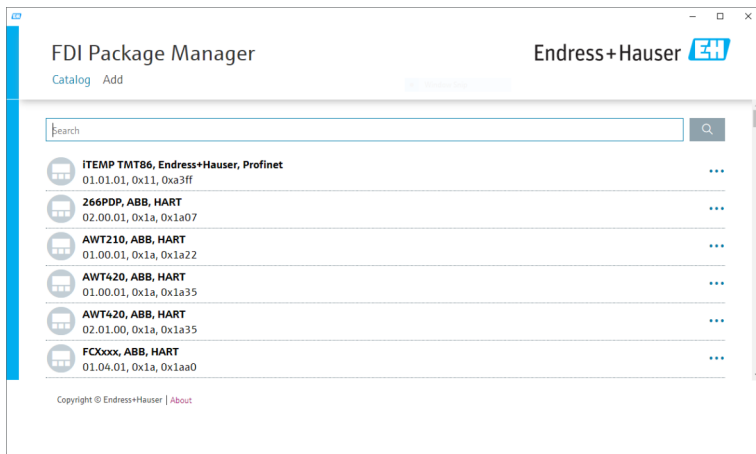 EH
FDI Package Manager
Endress+Hauser EH
Catalog Add
Search
iTEMP TMT86, Endress+Hauser, Profinet
01.01.01, 0x11, 0xa3ff
266PDP, ABB, HART
02.00.01, 0x1a, 0x1a07
AWT210, ABB, HART
01.00.01, 0x1a, 0x1a22
AWT420, ABB, HART
01.00.01, 0x1a, 0x1a35
AWT420, ABB, HART
02.01.00, 0x1a, 0x1a35
FCXxxx, ABB, HART
01.04.01, 0x1a, 0x1aa0
Copyright © Endress+Hauser | About